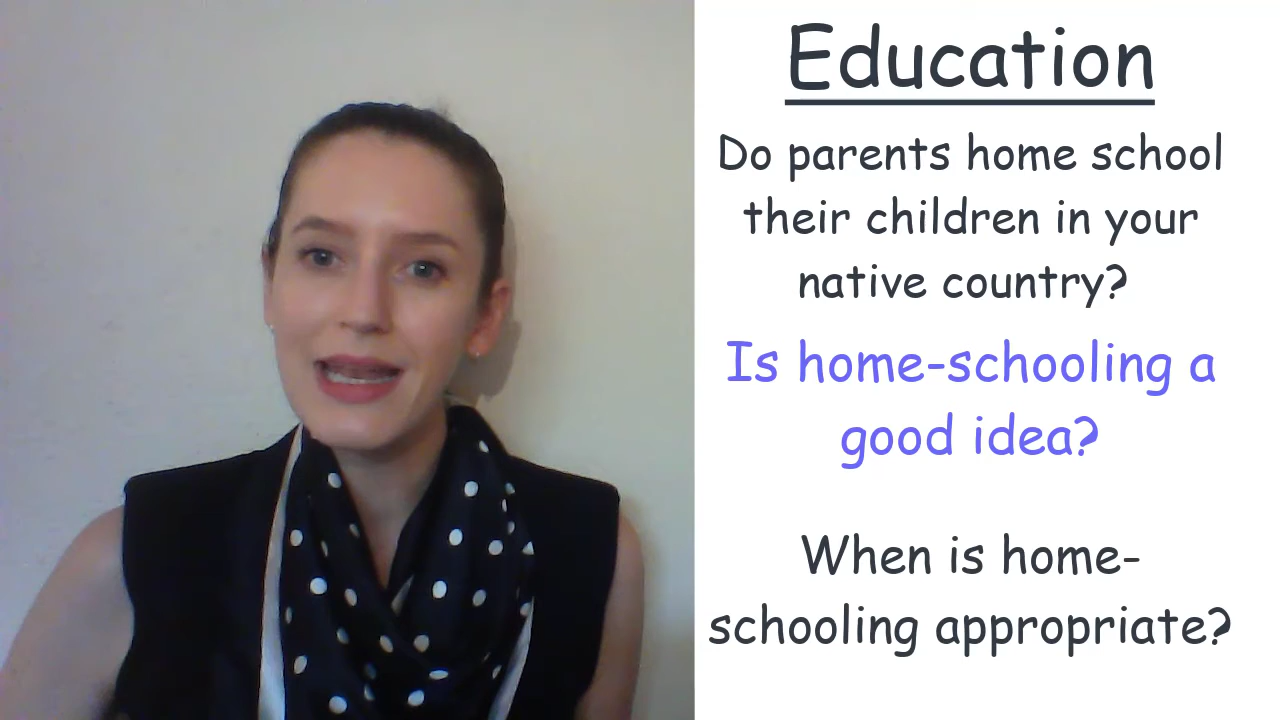 Education
Do parents home school
their children in your
native country?
Is home-schooling a
good idea?
When is home-
schooling appropriate?